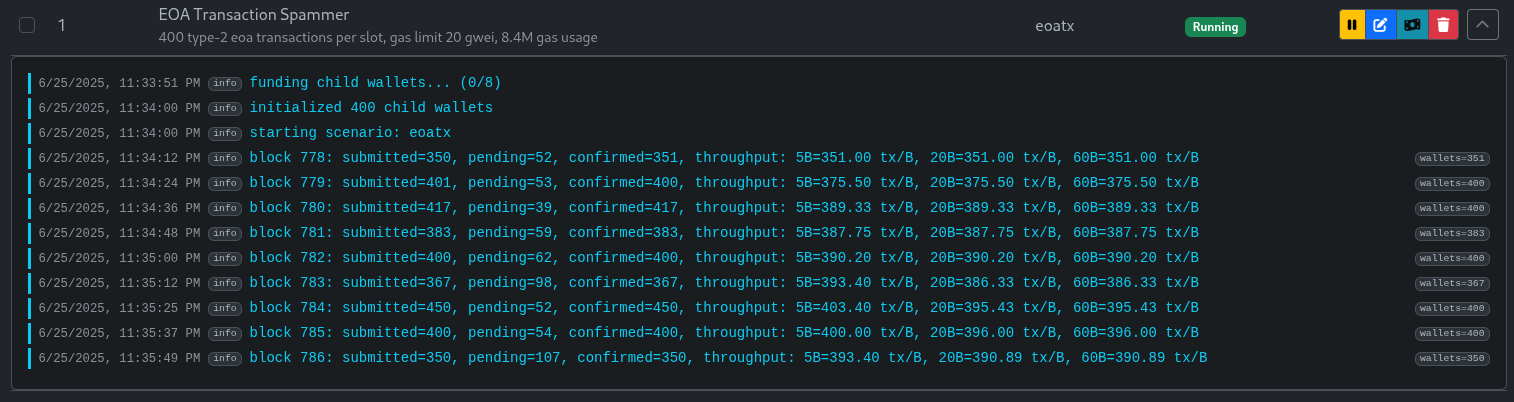 1 EOA Transaction Spammer eoatx Running
400 type-2 eoa transactions per slot, gas limit 20 gwei, 8.4M gas usage
6/25/2025, 11:33:51 PM info funding child wallets... (0/8)
6/25/2025, 11:34:00 PM info initialized 400 child wallets
6/25/2025, 11:34:00 PM info starting scenario: eoatx
6/25/2025, 11:34:12 PM info block 778: submitted=350, pending=52, confirmed=351, throughput: 5B=351.00 tx/B, 20B=351.00 tx/B, 60B=351.00 tx/B wallets=351
6/25/2025, 11:34:24 PM info block 779: submitted=401, pending=53, confirmed=400, throughput: 5B=375.50 tx/B, 20B=375.50 tx/B, 60B=375.50 tx/B wallets=400
6/25/2025, 11:34:36 PM info block 780: submitted=417, pending=39, confirmed=417, throughput: 5B=389.33 tx/B, 20B=389.33 tx/B, 60B=389.33 tx/B wallets=400
6/25/2025, 11:34:48 PM info block 781: submitted=383, pending=59, confirmed=383, throughput: 5B=387.75 tx/B, 20B=387.75 tx/B, 60B=387.75 tx/B wallets=383
6/25/2025, 11:35:00 PM info block 782: submitted=400, pending=62, confirmed=400, throughput: 5B=390.20 tx/B, 20B=390.20 tx/B, 60B=390.20 tx/B wallets=400
6/25/2025, 11:35:12 PM info block 783: submitted=367, pending=98, confirmed=367, throughput: 5B=393.40 tx/B, 20B=386.33 tx/B, 60B=386.33 tx/B wallets=367
6/25/2025, 11:35:25 PM info block 784: submitted=450, pending=52, confirmed=450, throughput: 5B=403.40 tx/B, 20B=395.43 tx/B, 60B=395.43 tx/B wallets=400
6/25/2025, 11:35:37 PM info block 785: submitted=400, pending=54, confirmed=400, throughput: 5B=400.00 tx/B, 20B=396.00 tx/B, 60B=396.00 tx/B wallets=400
6/25/2025, 11:35:49 PM info block 786: submitted=350, pending=107, confirmed=350, throughput: 5B=393.40 tx/B, 20B=390.89 tx/B, 60B=390.89 tx/B wallets=350